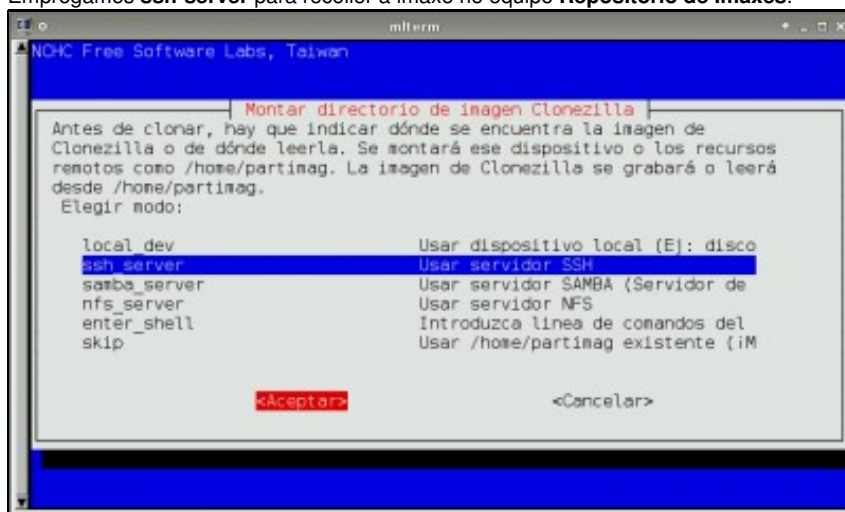 Empregamos ssh-server para recoller a imaxe no equipo Repositorio de Imaxes.
mlterm
NCHC Free Software Labs, Taiwan
Montar directorio de imagen Clonezilla
Antes de clonar, hay que indicar dónde se encuentra la imagen de
Clonezilla o de dónde leerla. Se montará ese dispositivo o los recursos
remotos como /home/partimag. La imagen de Clonezilla se grabará o leerá
desde /home/partimag.
Elegir modo:
local_dev Usar dispositivo local (Ej: disco
ssh_server Usar servidor SSH
samba_server Usar servidor SAMBA (Servidor de
nfs_server Usar servidor NFS
enter_shell Introduzca linea de comandos del
skip Usar /home/partimag existente (¡M
<Aceptar> <Cancelar>